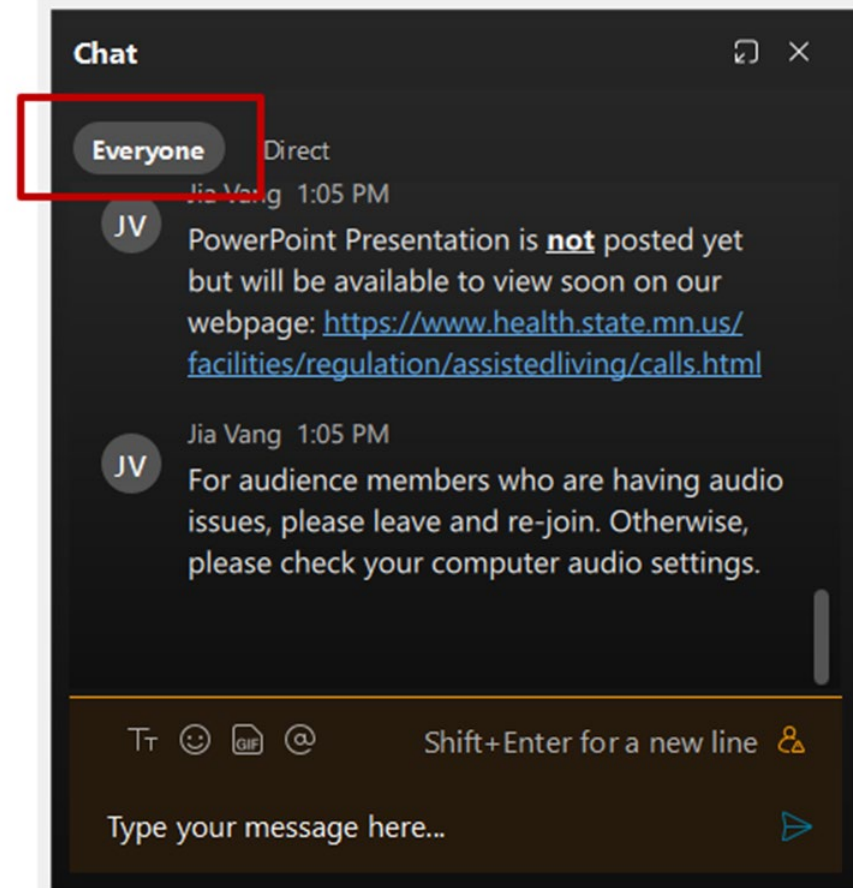 Chat
Everyone Direct
Jia Vang 1:05 PM
JV
PowerPoint Presentation is not posted yet
but will be available to view soon on our
webpage: https://www.health.state.mn.us/
facilities/regulation/assistedliving/calls.html
Jia Vang 1:05 PM
JV
For audience members who are having audio
issues, please leave and re-join. Otherwise,
please check your computer audio settings.
TT GIF @ Shift+Enter for a new line
Type your message here...